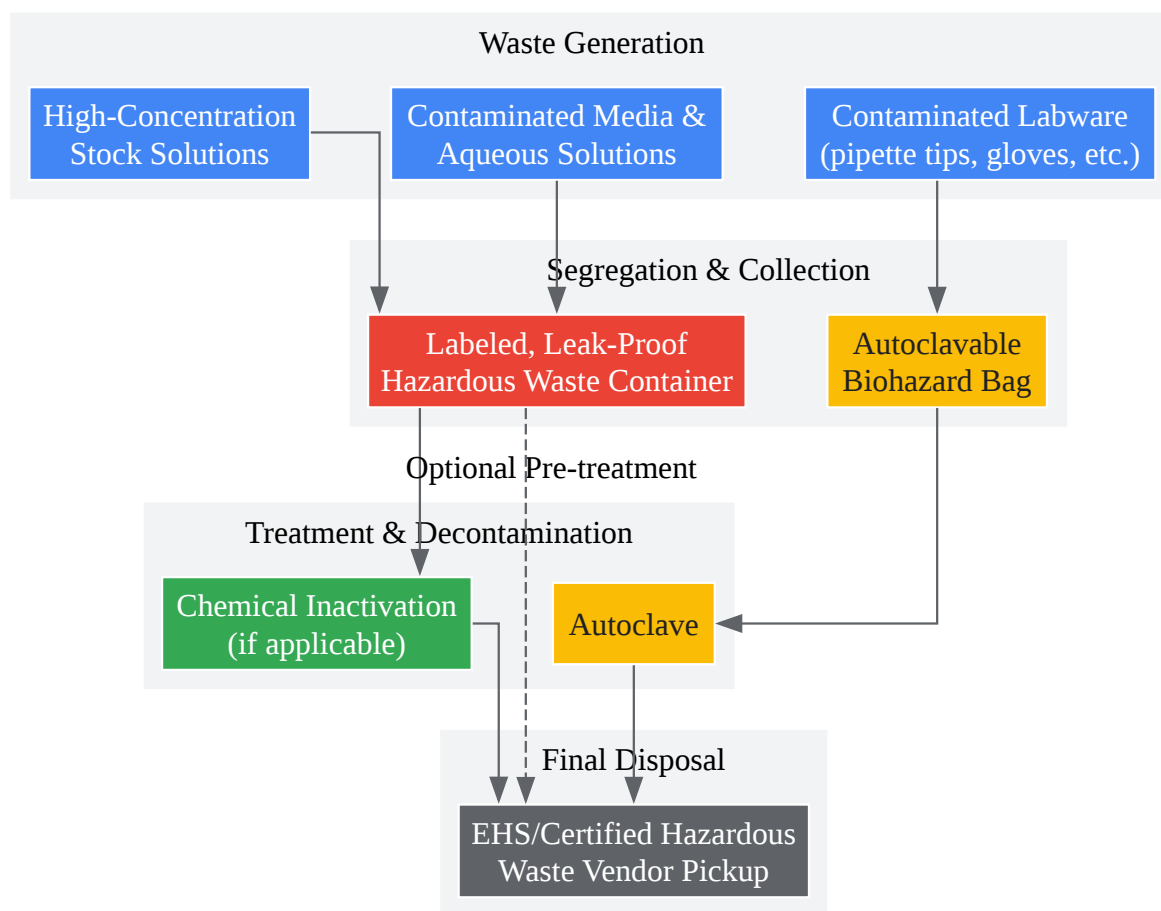 Waste Generation
High-Concentration
Stock Solutions
Contaminated Media &
Aqueous Solutions
Contaminated Labware
(pipette tips, gloves, etc.)
Segregation & Collection
Labeled, Leak-Proof
Hazardous Waste Container
Autoclavable
Biohazard Bag
Optional Pre-treatment
Treatment & Decontamination
Chemical Inactivation
(if applicable)
Autoclave
Final Disposal
EHS/Certified Hazardous
Waste Vendor Pickup